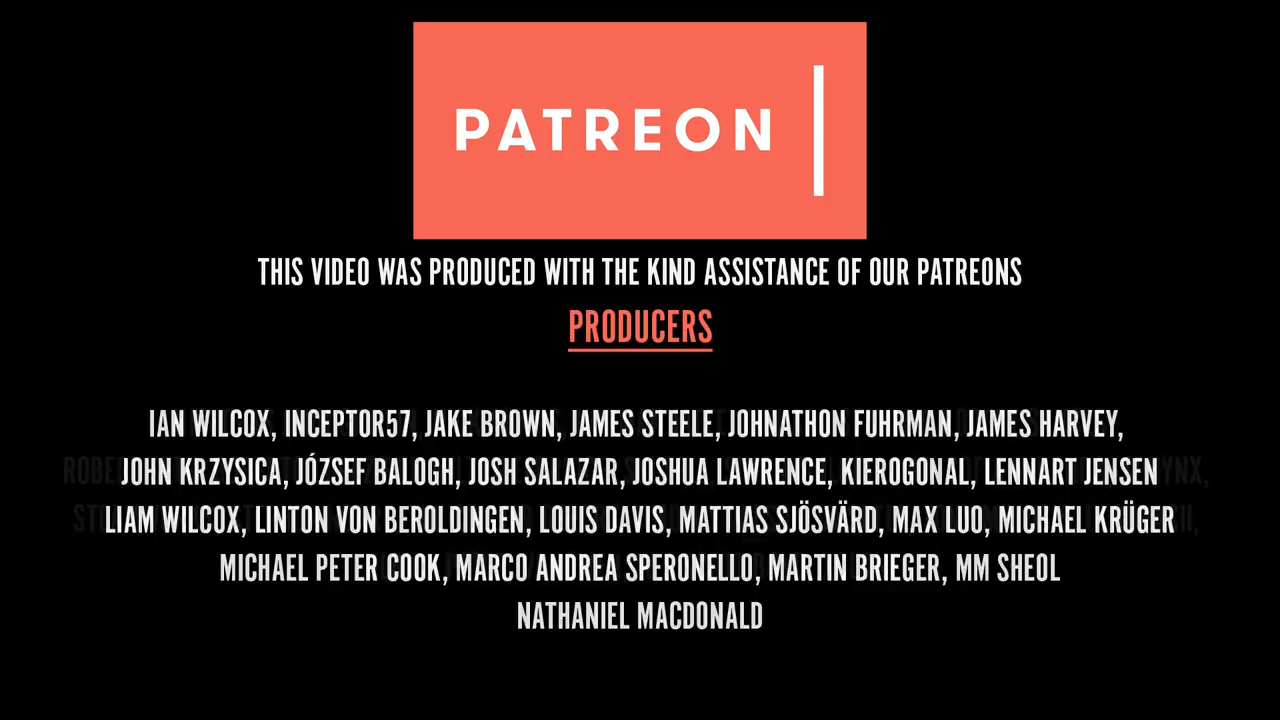 PATREON
THIS VIDEO WAS PRODUCED WITH THE KIND ASSISTANCE OF OUR PATREONS
PRODUCERS
IAN WILCOX, INCEPTOR57, JAKE BROWN, JAMES STEELE, JOHNATHON FUHRMAN, JAMES HARVEY,
JOHN KRZYSICA, JÓZSEF BALOGH, JOSH SALAZAR, JOSHUA LAWRENCE, KIEROGONAL, LENNART JENSEN
LIAM WILCOX, LINTON VON BEROLDINGEN, LOUIS DAVIS, MATTIAS SJÖSVÄRD, MAX LUO, MICHAEL KRÜGER
MICHAEL PETER COOK, MARCO ANDREA SPERONELLO, MARTIN BRIEGER, MM SHEOL
NATHANIEL MACDONALD